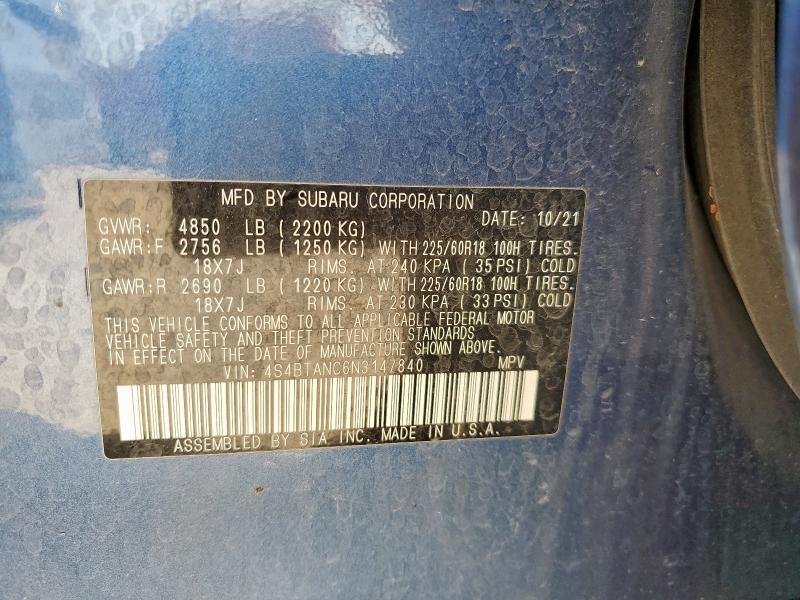 MFD BY SUBARU CORPORATION
DATE: 10/21
GVWR: 4850 LB ( 2200 KG)
GAWR:F 2756 LB ( 1250 KG) WITH 225/60R18 100H TIRES.
18X7J RIMS. AT 240 KPA ( 35 PSI) COLD
GAWR:R 2690 LB ( 1220 KG) WITH 225/60R18 100H TIRES.
18X7J RIMS. AT 230 KPA ( 33 PSI) COLD
THIS VEHICLE CONFORMS TO ALL APPLICABLE FEDERAL MOTOR
VEHICLE SAFETY AND THEFT PREVENTION STANDARDS
IN EFFECT ON THE DATE OF MANUFACTURE SHOWN ABOVE.
VIN: 4S4BTANC6N3147840 MPV
ASSEMBLED BY SIA INC. MADE IN U.S.A.